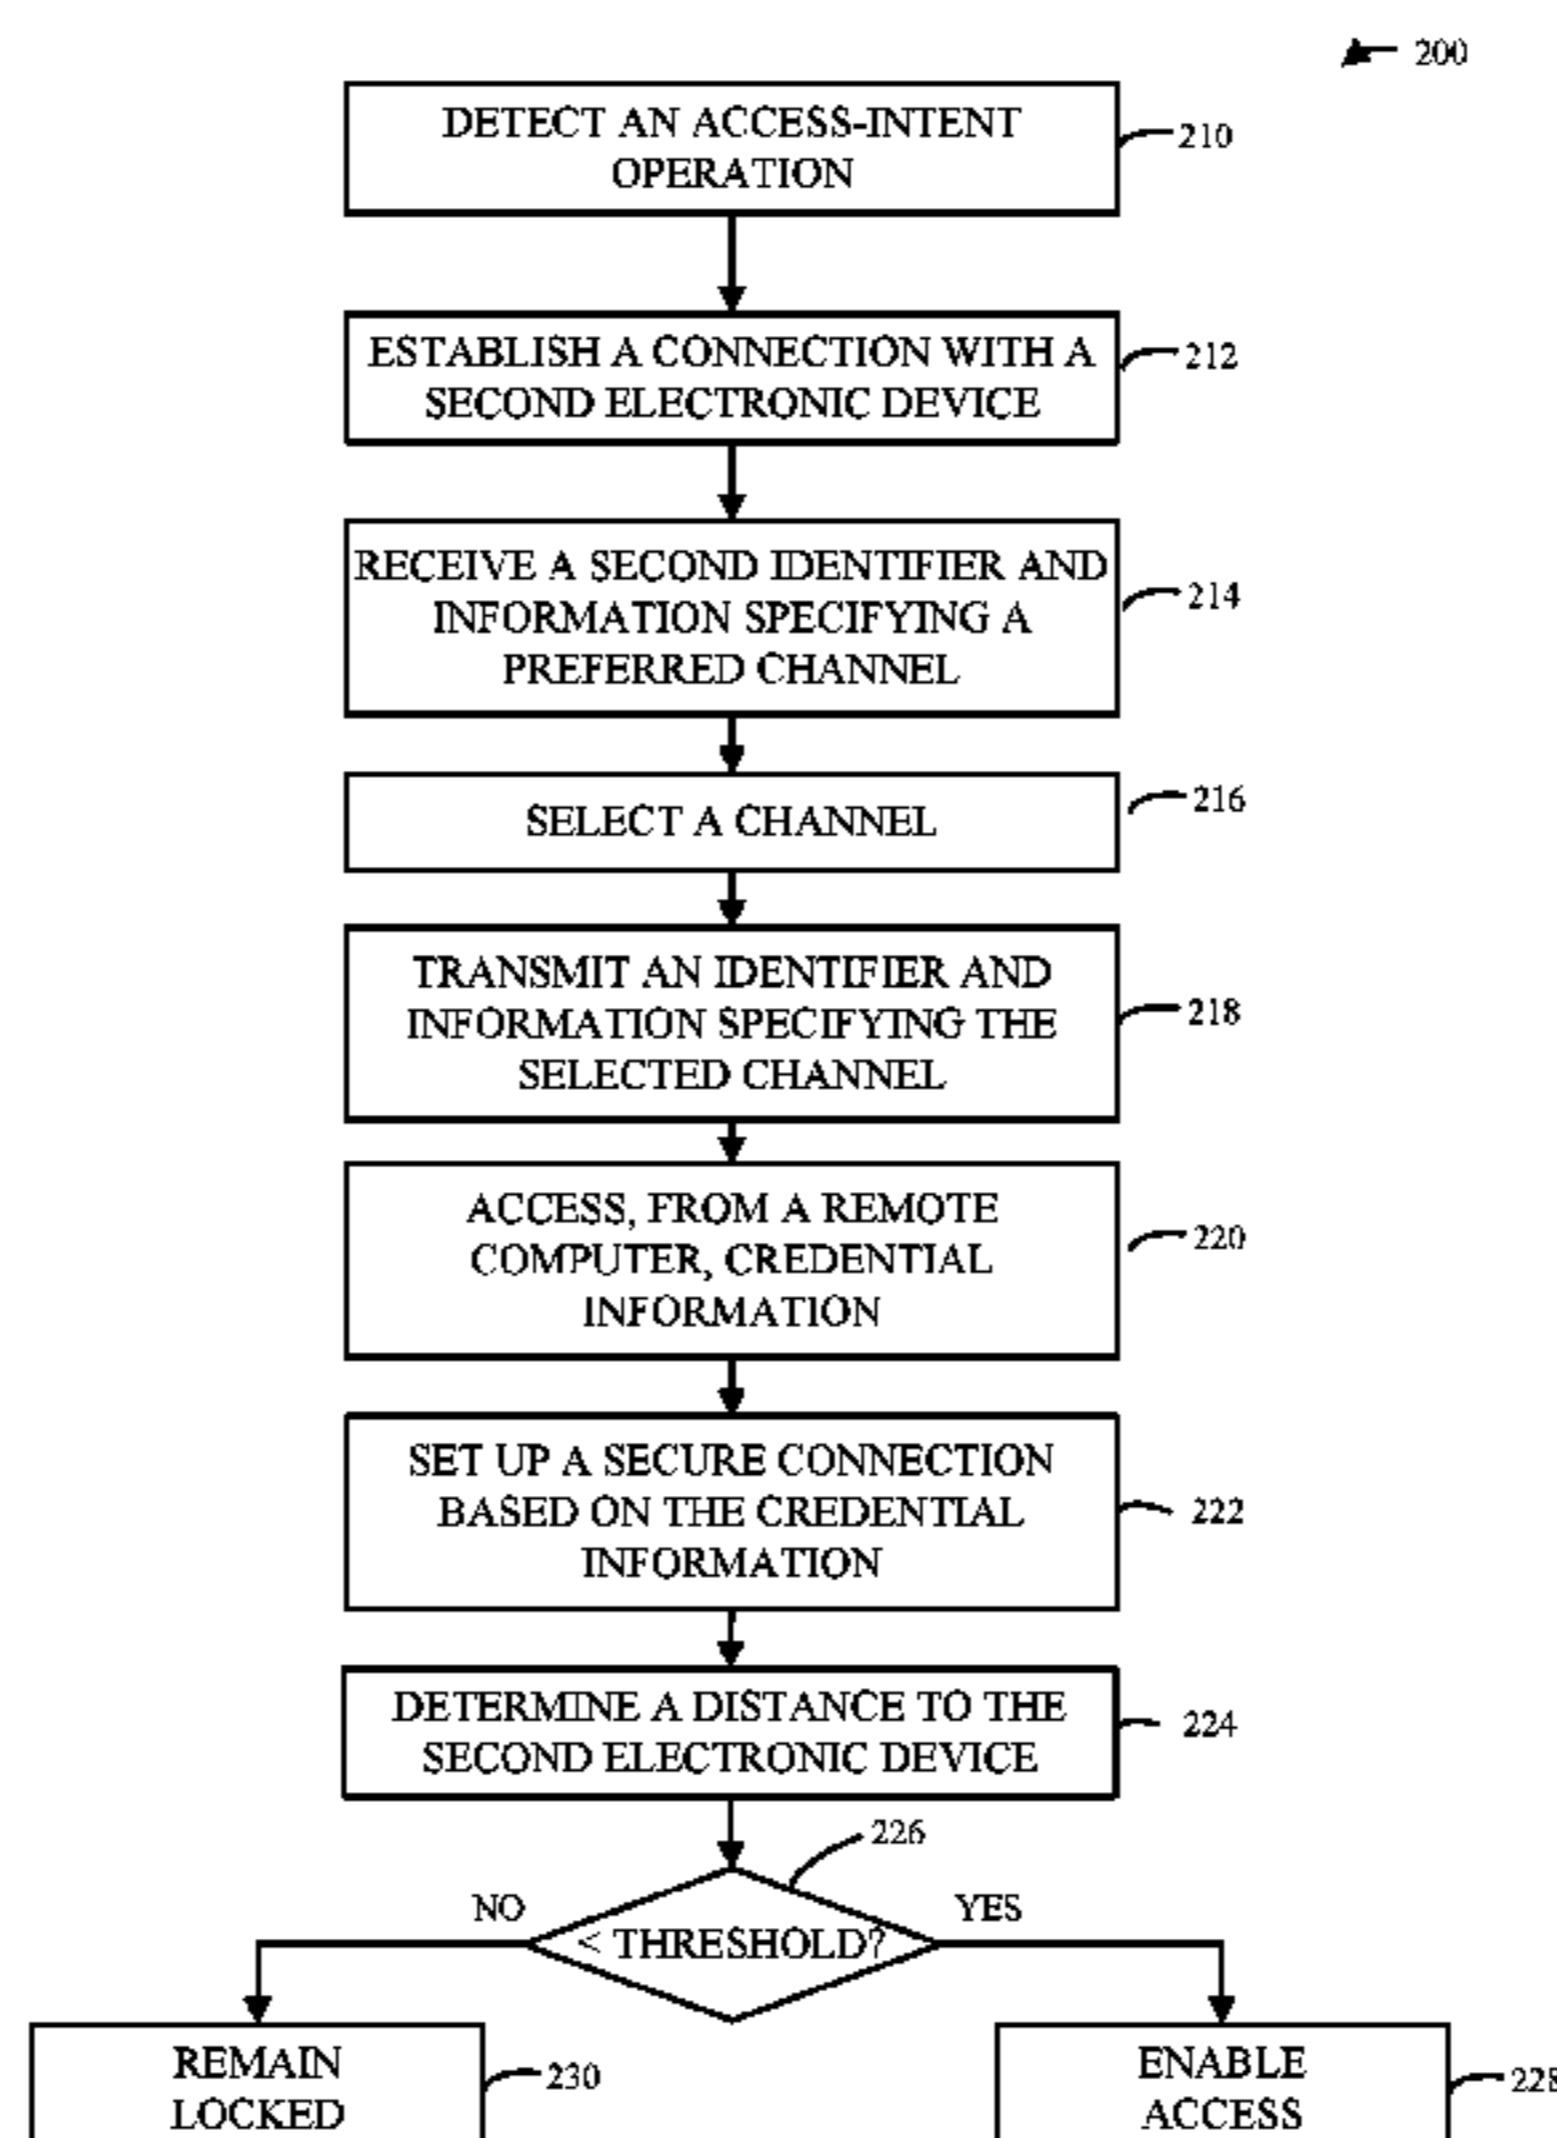 200
DETECT AN ACCESS-INTENT
OPERATION
210
ESTABLISH A CONNECTION WITH A
SECOND ELECTRONIC DEVICE
212
RECEIVE A SECOND IDENTIFIER AND
INFORMATION SPECIFYING A
PREFERRED CHANNEL
214
SELECT A CHANNEL
216
TRANSMIT AN IDENTIFIER AND
INFORMATION SPECIFYING THE
SELECTED CHANNEL
218
ACCESS, FROM A REMOTE
COMPUTER, CREDENTIAL
INFORMATION
220
SET UP A SECURE CONNECTION
BASED ON THE CREDENTIAL
INFORMATION
222
DETERMINE A DISTANCE TO THE
SECOND ELECTRONIC DEVICE
224
226
NO
YES
< THRESHOLD?
REMAIN
LOCKED
230
ENABLE
ACCESS
228